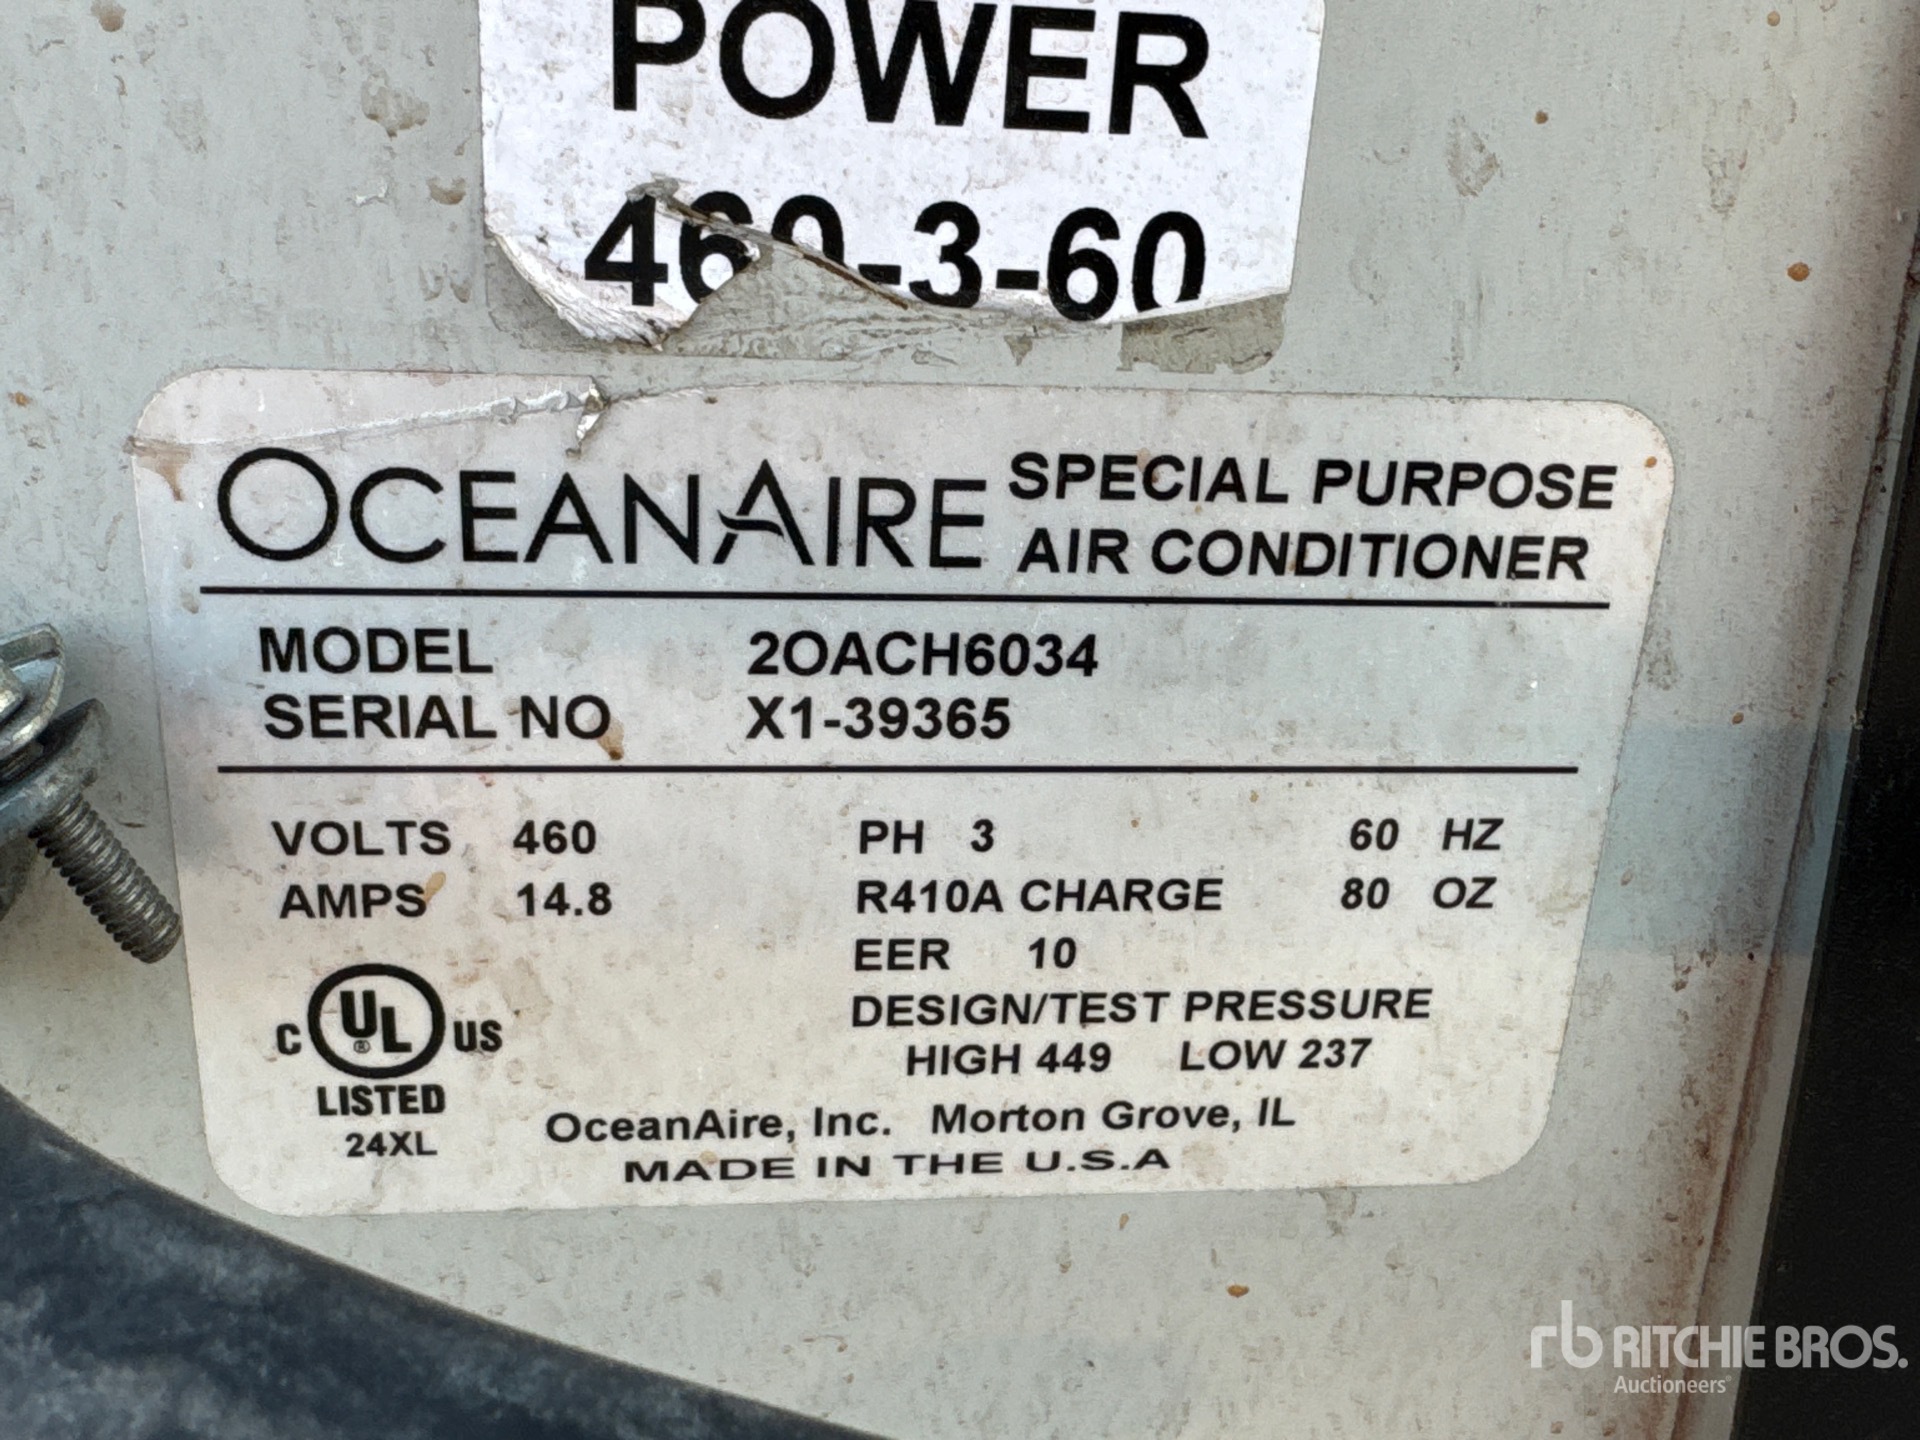 POWER
460-3-60
OCEANAIRE SPECIAL PURPOSE
AIR CONDITIONER
MODEL 2OACH6034
SERIAL NO X1-39365
VOLTS 460 PH 3 60 HZ
AMPS 14.8 R410A CHARGE 80 OZ
EER 10
DESIGN/TEST PRESSURE
HIGH 449 LOW 237
C UL ® US
LISTED
24XL
OceanAire, Inc. Morton Grove, IL
MADE IN THE U.S.A
rb RITCHIE BROS.
Auctioneers